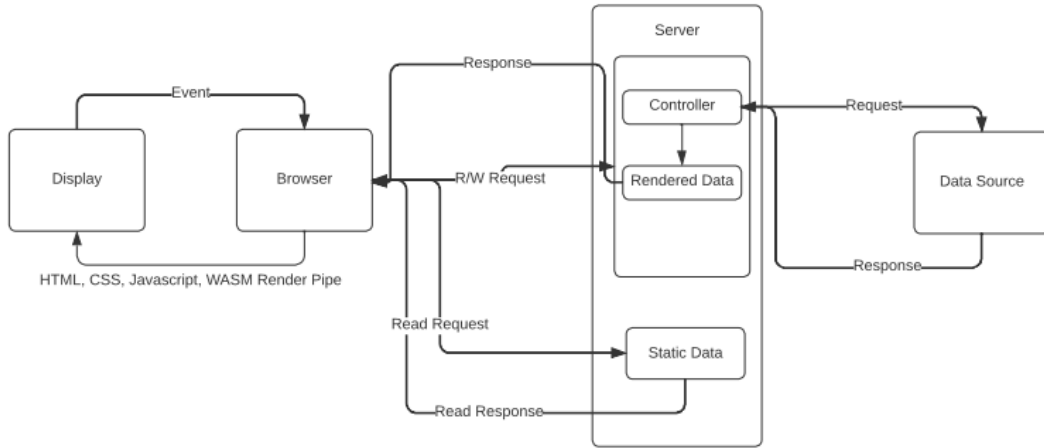 Server
Response
Event
Controller
Request
Display
Browser
R/W Request
Rendered Data
Data Source
HTML, CSS, Javascript, WASM Render Pipe
Response
Read Request
Static Data
Read Response